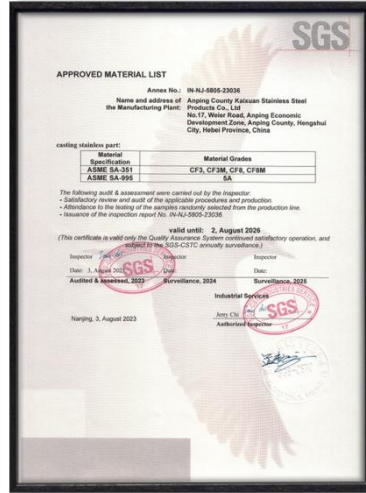 SGS
APPROVED MATERIAL LIST
Annex No.: IN-NJ-5805-23036
Name and address of the Manufacturing Plant: Anping County Kaixuan Stainless Steel
Products Co., Ltd
No.17, Weier Road, Anping Economic
Development Zone, Anping County, Hengshui
City, Hebei Province, China
casting stainless part:
Material Specification Material Grades
ASME SA-351 CF3, CF3M, CF8, CF8M
ASME SA-995 5A
The following audit & assessment were carried out by the Inspector.
- Satisfactory review and audit of the applicable procedures and production.
- Attendance to the testing of the samples randomly selected from the production line.
- Issuance of the inspection report No. IN-NJ-5805-23036.
valid until: 2, August 2026
(This certificate is valid only the Quality Assurance System continued satisfactory operation, and
subject to the SGS-CSTC annually surveillance.)
Inspector Inspector Inspector
Date: 3, August 2023 Date: Date:
Audited & assessed, 2023 Surveillance, 2024 Surveillance, 2025
SGS
Industrial Services
Nanjing, 3, August 2023
Jerry Chi
Authorized Inspector
SGS